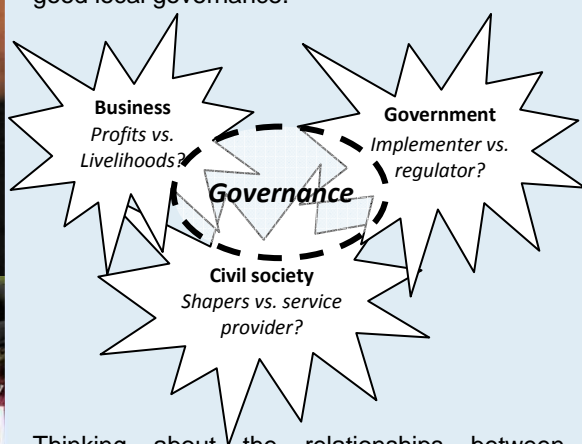 good local governance.
Business
Profits vs.
Livelihoods?
Government
Implementer vs.
regulator?
Governance
Civil society
Shapers vs. service
provider?
Thinking about the relationships between